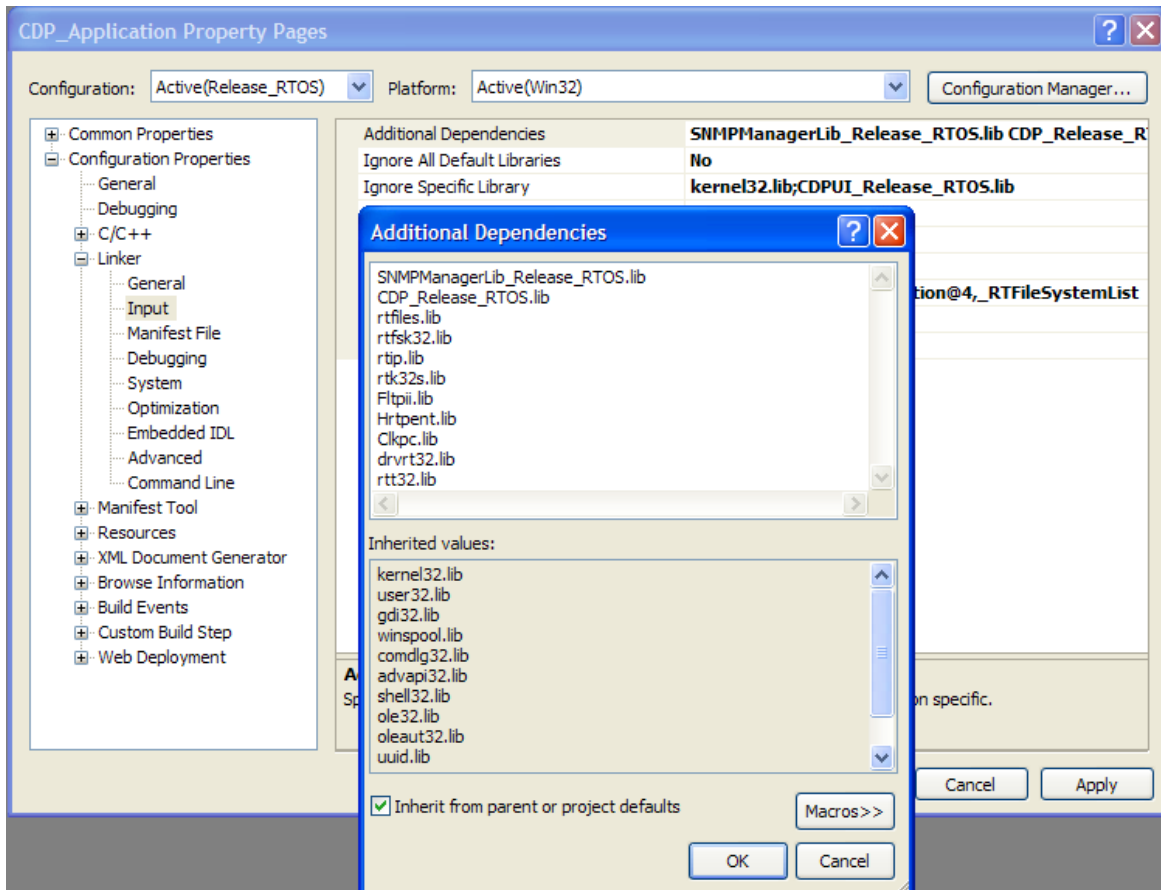 CDP_Application Property Pages
Configuration: Active(Release_RTOS) Platform: Active(Win32) Configuration Manager...
Common Properties
Configuration Properties
General
Debugging
C/C++
Linker
General
Input
Manifest File
Debugging
System
Optimization
Embedded IDL
Advanced
Command Line
Manifest Tool
Resources
XML Document Generator
Browse Information
Build Events
Custom Build Step
Web Deployment
Additional Dependencies SNMPManagerLib_Release_RTOS.lib CDP_Release_R
Ignore All Default Libraries No
Ignore Specific Library kernel32.lib;CDPUI_Release_RTOS.lib
tion@4,_RTFileSystemList
Additional Dependencies
SNMPManagerLib_Release_RTOS.lib
CDP_Release_RTOS.lib
rtfiles.lib
rtfsk32.lib
rtip.lib
rtk32s.lib
Fltpii.lib
Hrtpent.lib
Clkpc.lib
drvrt32.lib
rtt32.lib
Inherited values:
kernel32.lib
user32.lib
gdi32.lib
winspool.lib
comdlg32.lib
advapi32.lib
shell32.lib
ole32.lib
oleaut32.lib
uuid.lib
Inherit from parent or project defaults
Macros>>
OK Cancel
A
Sp on specific.
Cancel Apply